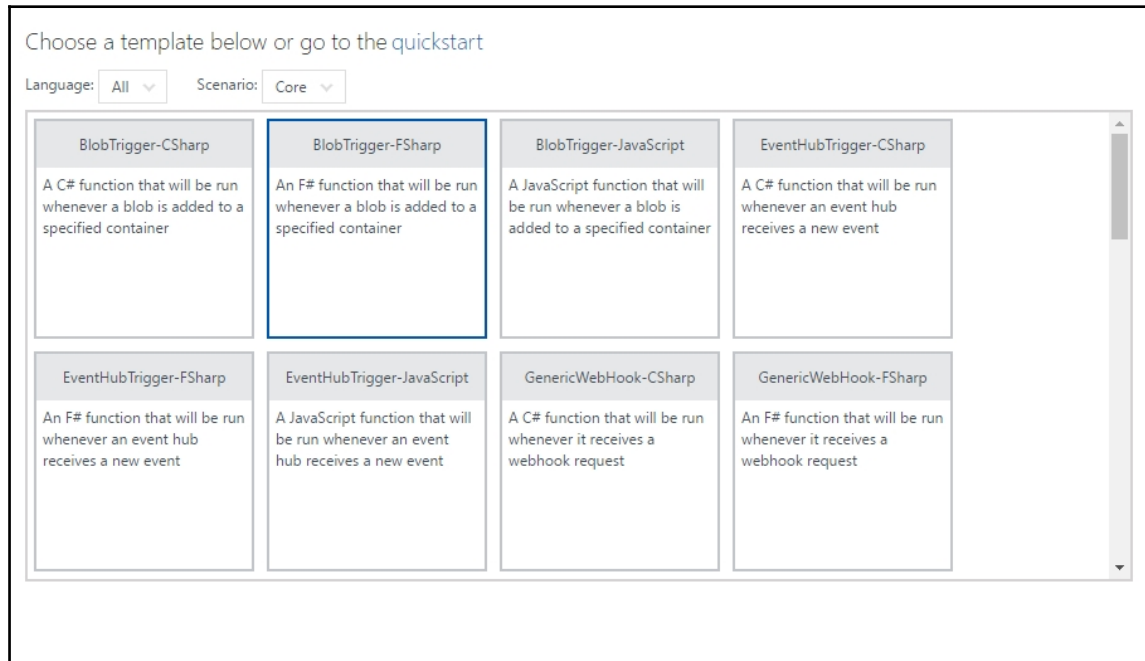 Choose a template below or go to the quickstart
Language: All Scenario: Core
BlobTrigger-CSharp
A C# function that will be run
whenever a blob is added to a
specified container
BlobTrigger-FSharp
An F# function that will be run
whenever a blob is added to a
specified container
BlobTrigger-JavaScript
A JavaScript function that will
be run whenever a blob is
added to a specified container
EventHubTrigger-CSharp
A C# function that will be run
whenever an event hub
receives a new event
EventHubTrigger-FSharp
An F# function that will be run
whenever an event hub
receives a new event
EventHubTrigger-JavaScript
A JavaScript function that will
be run whenever an event
hub receives a new event
GenericWebHook-CSharp
A C# function that will be run
whenever it receives a
webhook request
GenericWebHook-FSharp
An F# function that will be run
whenever it receives a
webhook request